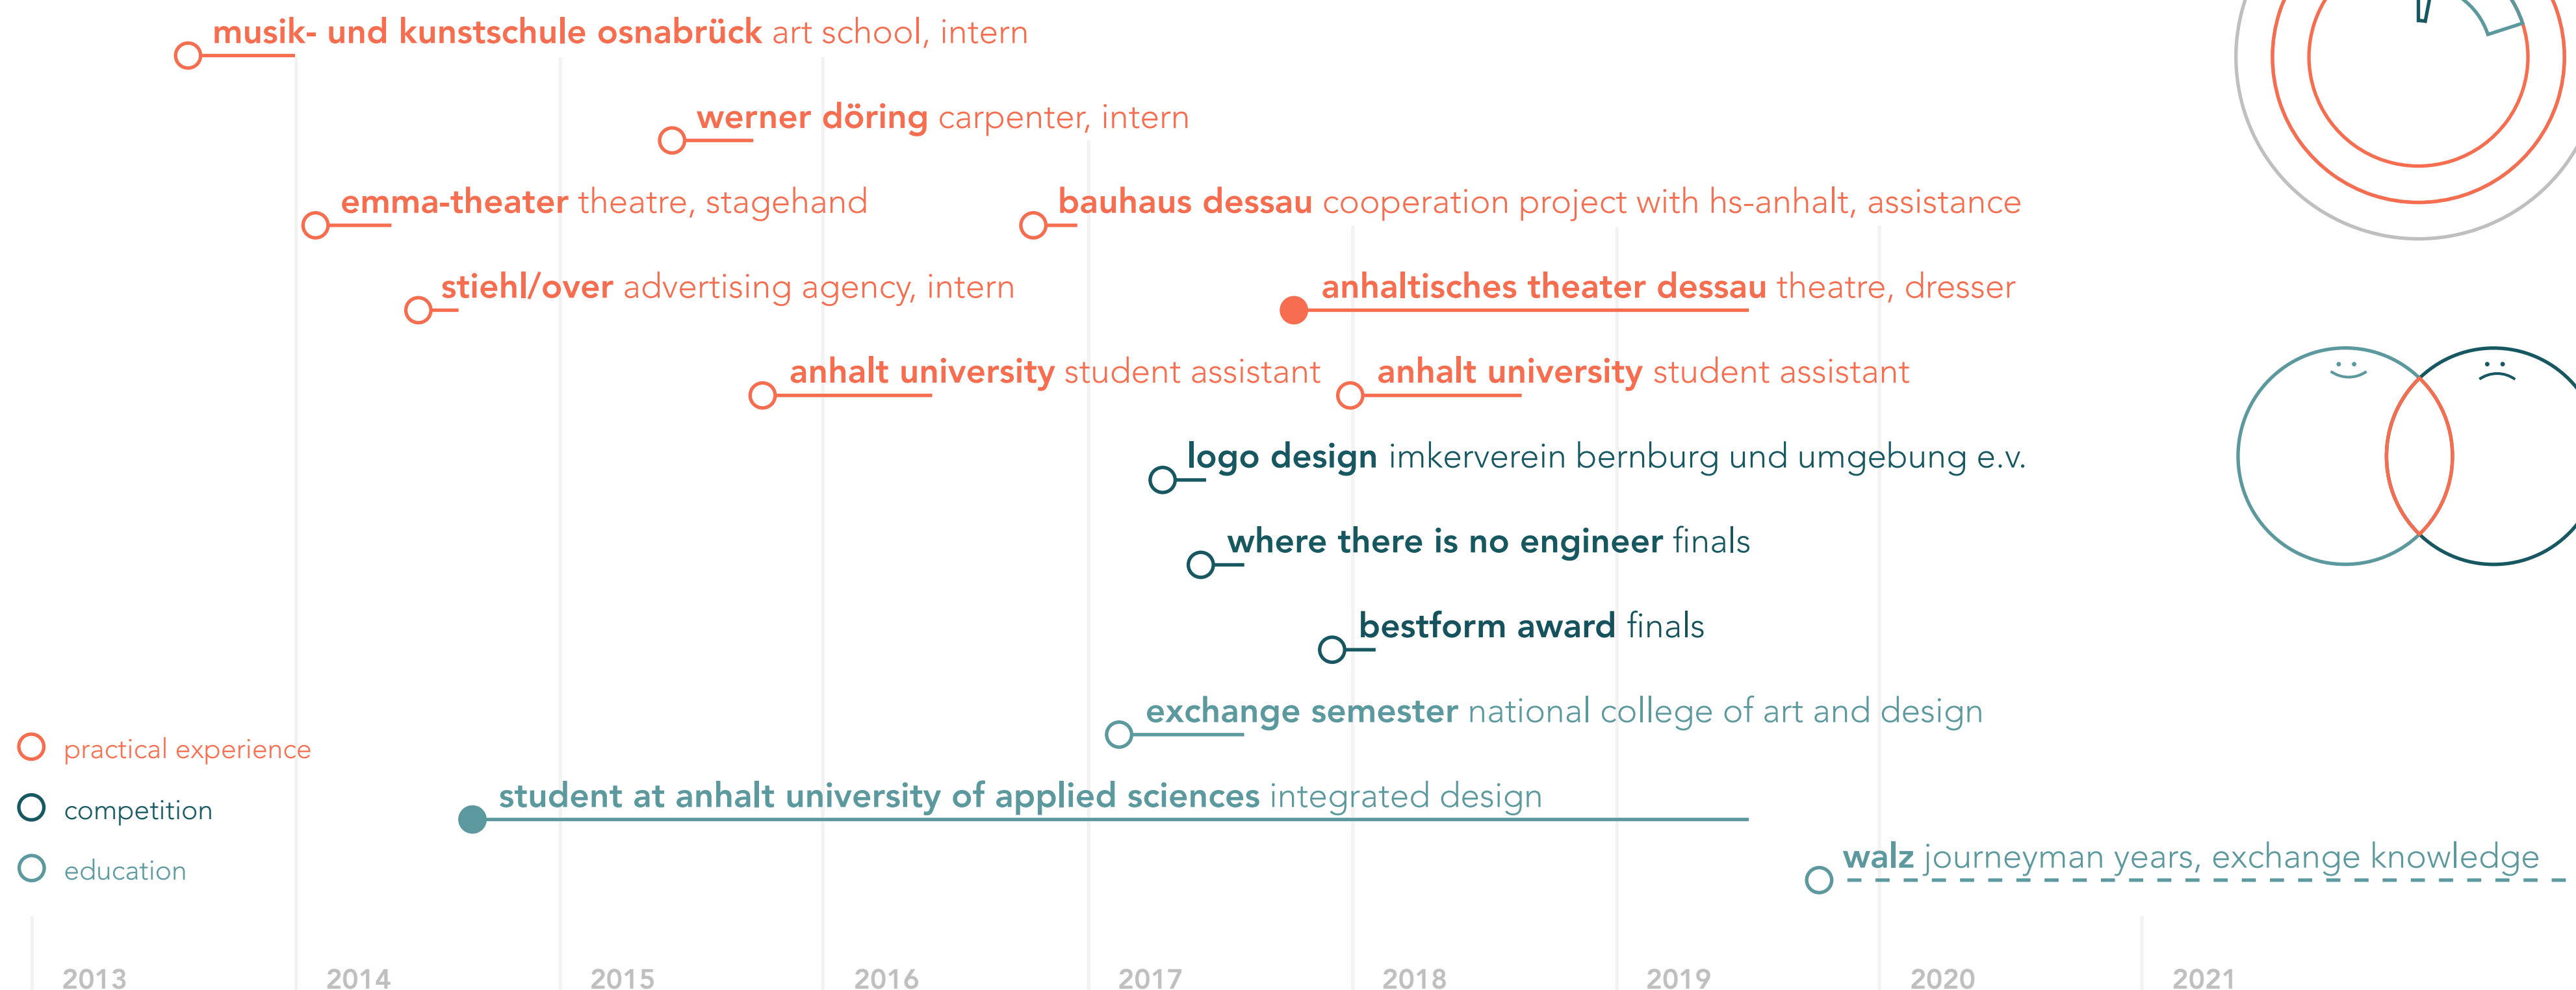 musik- und kunstschule osnabrück art school, intern
werner döring carpenter, intern
emma-theater theatre, stagehand
bauhaus dessau cooperation project with hs-anhalt, assistance
stiehl/over advertising agency, intern
anhaltisches theater dessau theatre, dresser
anhalt university student assistant
anhalt university student assistant
logo design imkerverein bernburg und umgebung e.v.
where there is no engineer finals
bestform award finals
exchange semester national college of art and design
practical experience
student at anhalt university of applied sciences integrated design
competition
walz journeyman years, exchange knowledge
education
2013 2014 2015 2016 2017 2018 2019 2020 2021